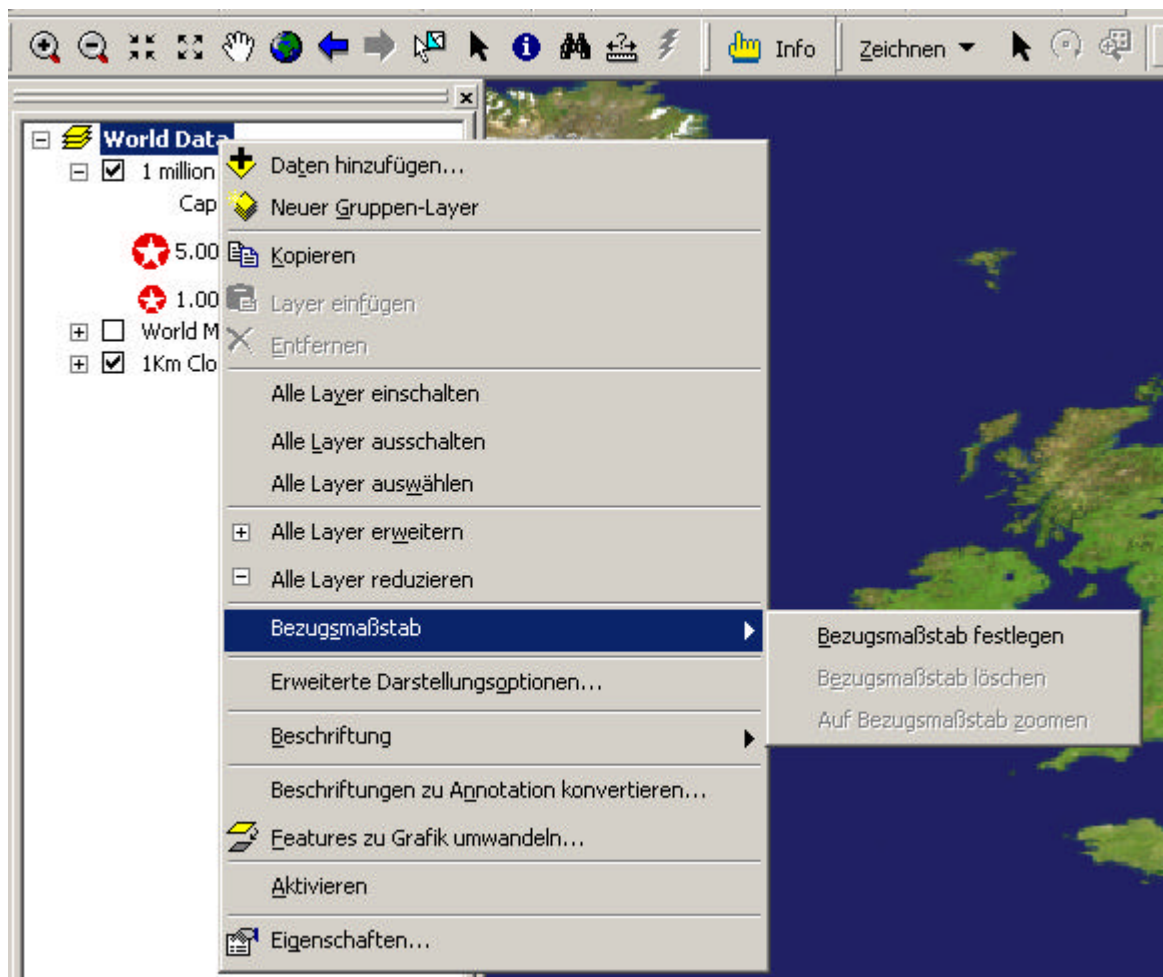 Info
Zeichnen
World Data
1 million
Cap
5.00
1.00
World M
1Km Clo
Daten hinzufügen...
Neuer Gruppen-Layer
Kopieren
Layer einfügen
Entfernen
Alle Layer einschalten
Alle Layer ausschalten
Alle Layer auswählen
Alle Layer erweitern
Alle Layer reduzieren
Bezugsmaßstab
Bezugsmaßstab festlegen
Bezugsmaßstab löschen
Auf Bezugsmaßstab zoomen
Erweiterte Darstellungsoptionen...
Beschriftung
Beschriftungen zu Annotation konvertieren...
Features zu Grafik umwandeln...
Aktivieren
Eigenschaften...